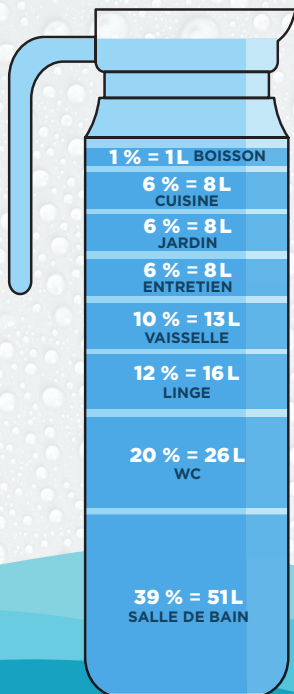 1 % = 1 L BOISSON
6 % = 8 L
CUISINE
6 % = 8 L
JARDIN
6 % = 8 L
ENTRETIEN
10 % = 13 L
VAISSELLE
12 % = 16 L
LINGE
20 % = 26 L
WC
39 % = 51 L
SALLE DE BAIN